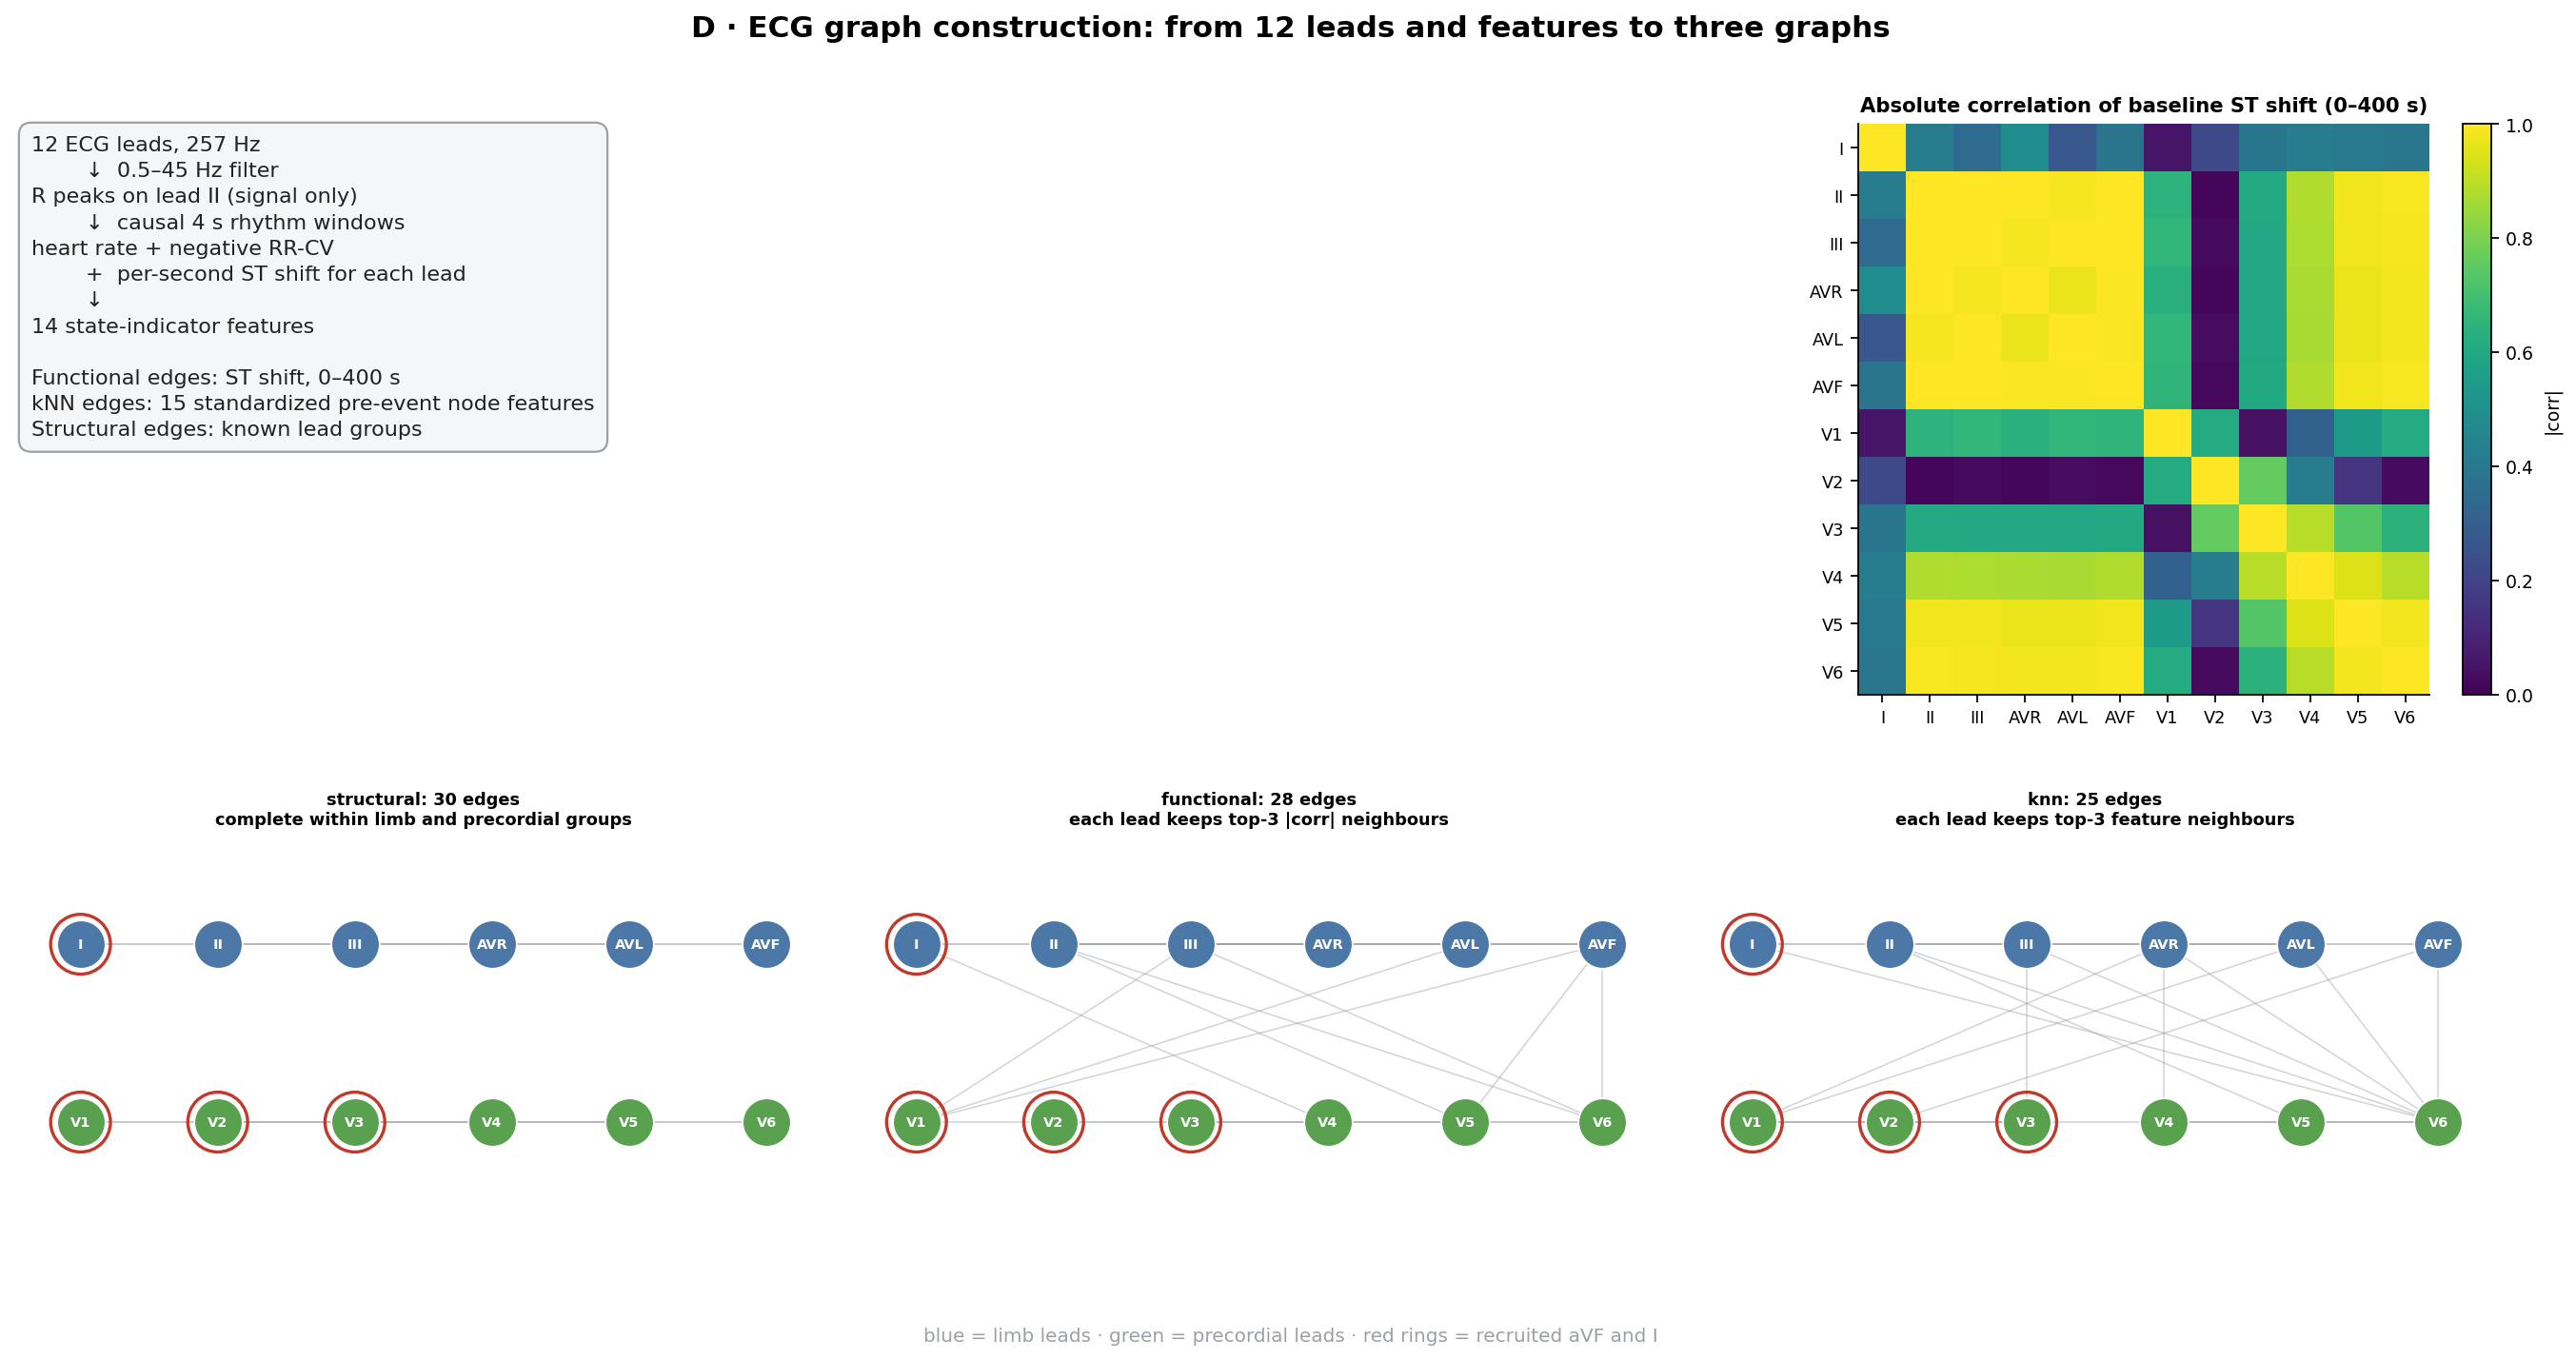 D · ECG graph construction: from 12 leads and features to three graphs
12 ECG leads, 257 Hz
↓ 0.5–45 Hz filter
R peaks on lead II (signal only)
↓ causal 4 s rhythm windows
heart rate + negative RR-CV
+ per-second ST shift for each lead
↓
14 state-indicator features
Functional edges: ST shift, 0–400 s
kNN edges: 15 standardized pre-event node features
Structural edges: known lead groups
Absolute correlation of baseline ST shift (0–400 s)
I
II
III
AVR
AVL
AVF
V1
V2
V3
V4
V5
V6
I II III AVR AVL AVF V1 V2 V3 V4 V5 V6
1.0
0.8
0.6
0.4
0.2
0.0
|corr|
structural: 30 edges
complete within limb and precordial groups
I II III AVR AVL AVF
V1 V2 V3 V4 V5 V6
functional: 28 edges
each lead keeps top-3 |corr| neighbours
I II III AVR AVL AVF
V1 V2 V3 V4 V5 V6
knn: 25 edges
each lead keeps top-3 feature neighbours
I II III AVR AVL AVF
V1 V2 V3 V4 V5 V6
blue = limb leads · green = precordial leads · red rings = recruited aVF and I